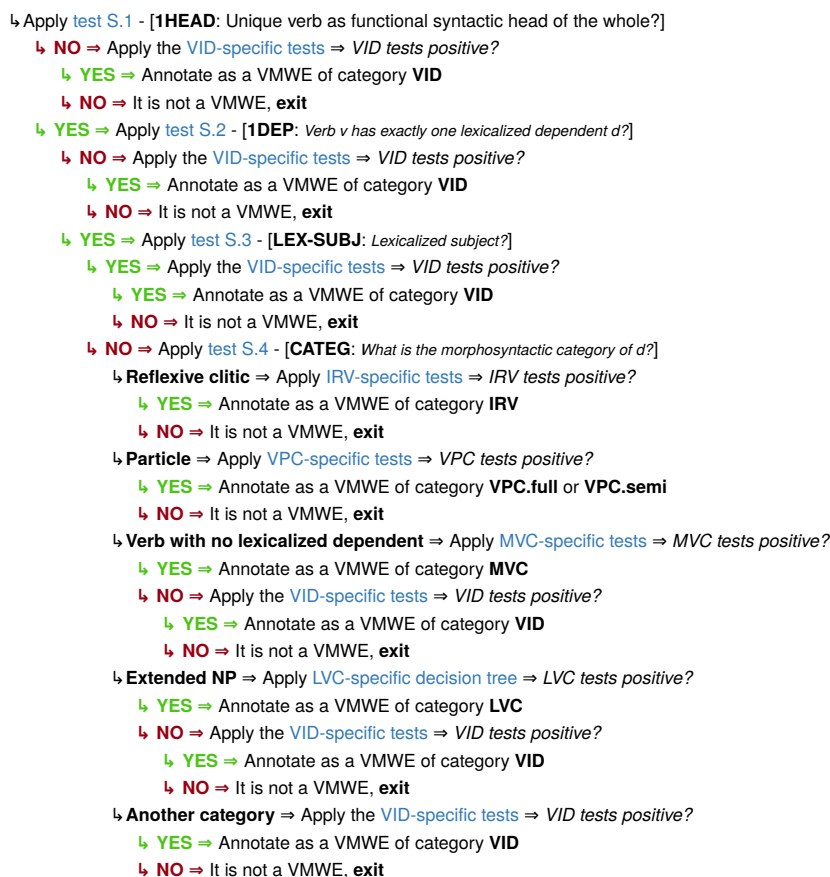 ↳Apply test S.1 - [1HEAD: Unique verb as functional syntactic head of the whole?]
↳ NO ⇒ Apply the VID-specific tests ⇒ VID tests positive?
↳ YES ⇒ Annotate as a VMWE of category VID
↳ NO ⇒ It is not a VMWE, exit
↳ YES ⇒ Apply test S.2 - [1DEP: Verb v has exactly one lexicalized dependent d?]
↳ NO ⇒ Apply the VID-specific tests ⇒ VID tests positive?
↳ YES ⇒ Annotate as a VMWE of category VID
↳ NO ⇒ It is not a VMWE, exit
↳ YES ⇒ Apply test S.3 - [LEX-SUBJ: Lexicalized subject?]
↳ YES ⇒ Apply the VID-specific tests ⇒ VID tests positive?
↳ YES ⇒ Annotate as a VMWE of category VID
↳ NO ⇒ It is not a VMWE, exit
↳ NO ⇒ Apply test S.4 - [CATEG: What is the morphosyntactic category of d?]
↳Reflexive clitic ⇒ Apply IRV-specific tests ⇒ IRV tests positive?
↳ YES ⇒ Annotate as a VMWE of category IRV
↳ NO ⇒ It is not a VMWE, exit
↳Particle ⇒ Apply VPC-specific tests ⇒ VPC tests positive?
↳ YES ⇒ Annotate as a VMWE of category VPC.full or VPC.semi
↳ NO ⇒ It is not a VMWE, exit
↳Verb with no lexicalized dependent ⇒ Apply MVC-specific tests ⇒ MVC tests positive?
↳ YES ⇒ Annotate as a VMWE of category MVC
↳ NO ⇒ Apply the VID-specific tests ⇒ VID tests positive?
↳ YES ⇒ Annotate as a VMWE of category VID
↳ NO ⇒ It is not a VMWE, exit
↳Extended NP ⇒ Apply LVC-specific decision tree ⇒ LVC tests positive?
↳ YES ⇒ Annotate as a VMWE of category LVC
↳ NO ⇒ Apply the VID-specific tests ⇒ VID tests positive?
↳ YES ⇒ Annotate as a VMWE of category VID
↳ NO ⇒ It is not a VMWE, exit
↳Another category ⇒ Apply the VID-specific tests ⇒ VID tests positive?
↳ YES ⇒ Annotate as a VMWE of category VID
↳ NO ⇒ It is not a VMWE, exit